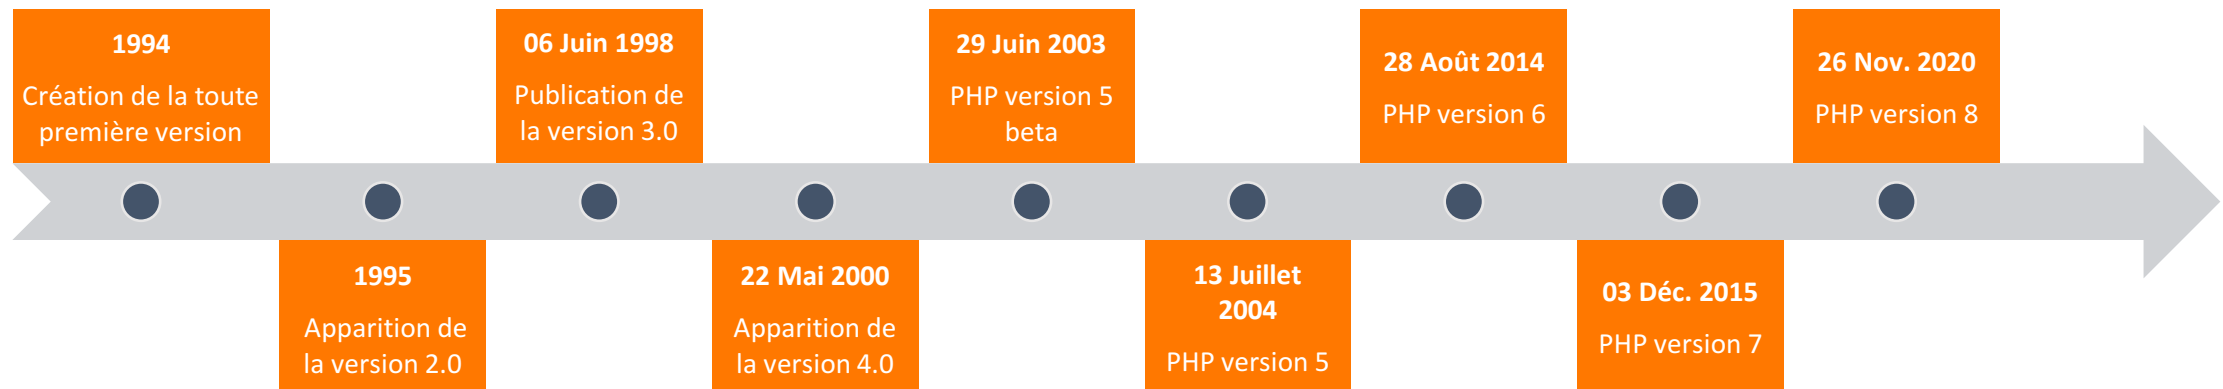 1994
Création de la toute
première version
1995
Apparition de
la version 2.0
06 Juin 1998
Publication de
la version 3.0
22 Mai 2000
Apparition de
la version 4.0
29 Juin 2003
PHP version 5
beta
13 Juillet
2004
PHP version 5
28 Août 2014
PHP version 6
03 Déc. 2015
PHP version 7
26 Nov. 2020
PHP version 8